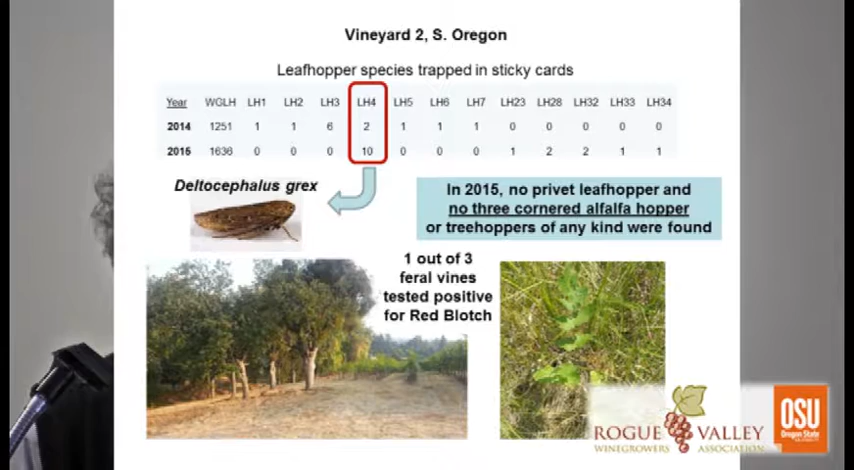 Vineyard 2, S. Oregon
Leafhopper species trapped in sticky cards
Year WGLH LH1 LH2 LH3 LH4 LH5 LH6 LH7 LH23 LH28 LH32 LH33 LH34
2014 1251 1 1 6 2 1 1 1 0 0 0 0 0
2015 1636 0 0 0 10 0 0 0 1 2 2 1 1
Deltocephalus grex
In 2015, no privet leafhopper and
no three cornered alfalfa hopper
or treehoppers of any kind were found
1 out of 3
feral vines
tested positive
for Red Blotch
ROGUE VALLEY
WINEGROWERS ASSOCIATION
OSU
Oregon State
UNIVERSITY